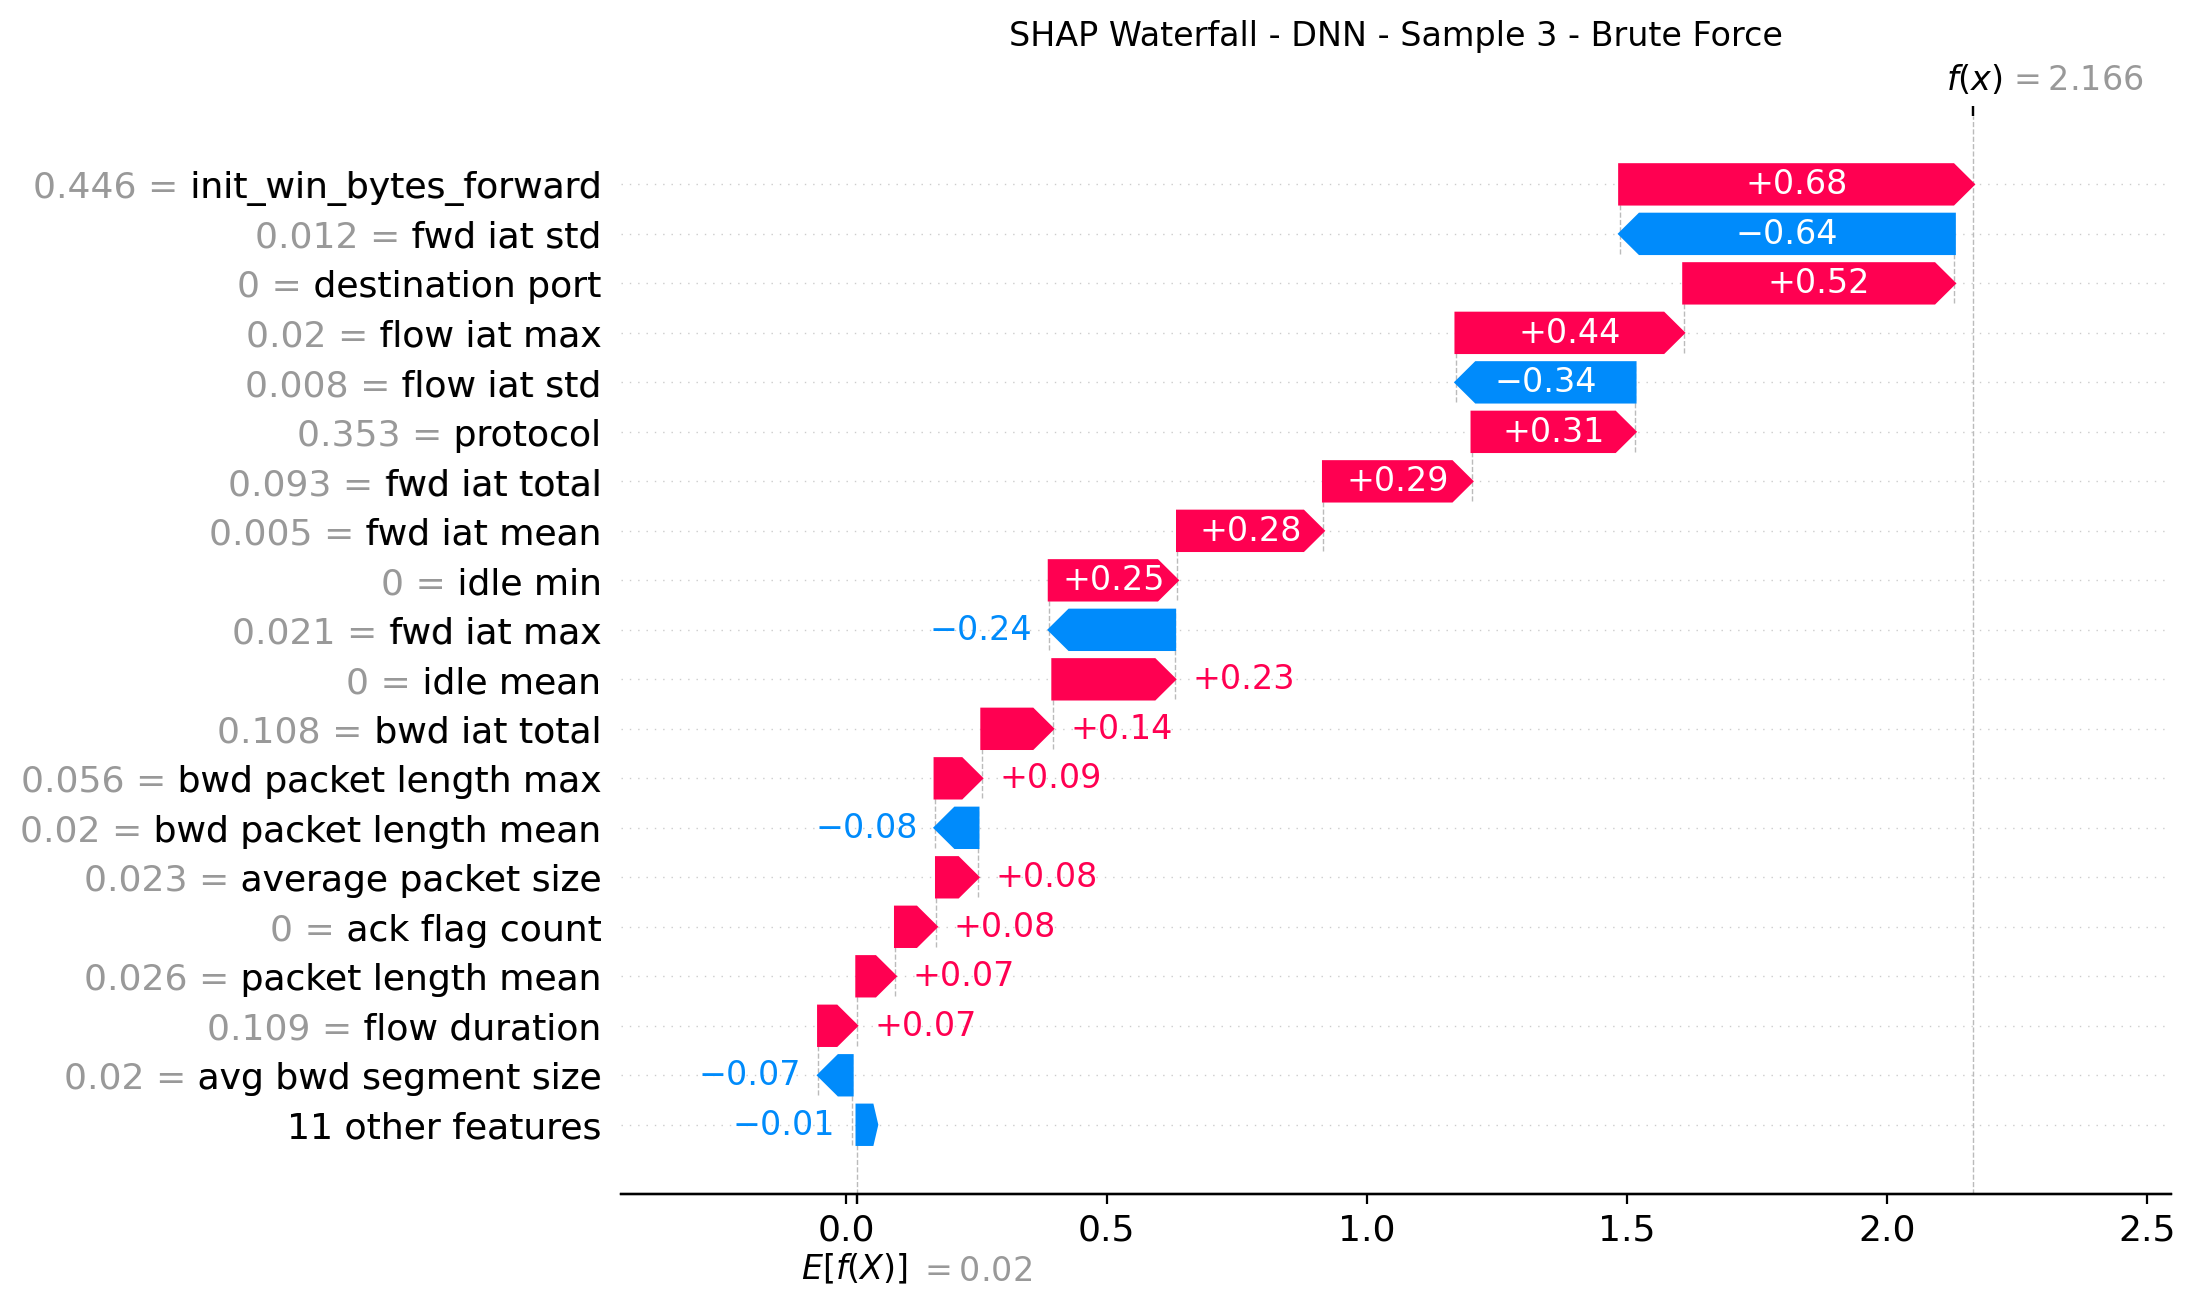 SHAP Waterfall - DNN - Sample 3 - Brute Force
f(x) = 2.166
0.446 = init_win_bytes_forward +0.68
0.012 = fwd iat std −0.64
0 = destination port +0.52
0.02 = flow iat max +0.44
0.008 = flow iat std −0.34
0.353 = protocol +0.31
0.093 = fwd iat total +0.29
0.005 = fwd iat mean +0.28
0 = idle min +0.25
0.021 = fwd iat max −0.24
0 = idle mean +0.23
0.108 = bwd iat total +0.14
0.056 = bwd packet length max +0.09
0.02 = bwd packet length mean −0.08
0.023 = average packet size +0.08
0 = ack flag count +0.08
0.026 = packet length mean +0.07
0.109 = flow duration +0.07
0.02 = avg bwd segment size −0.07
11 other features −0.01
0.0 0.5 1.0 1.5 2.0 2.5
E[f(X)] = 0.02